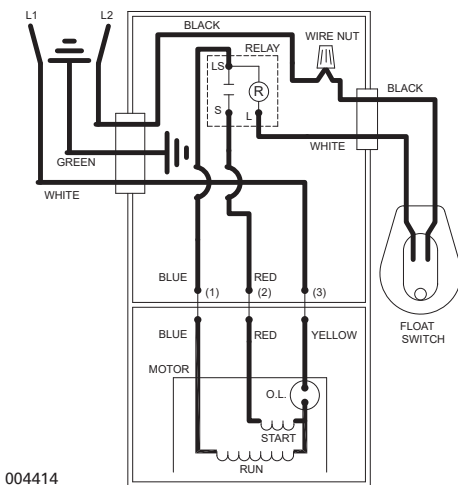 L1
L2
BLACK
WIRE NUT
RELAY
LS
R
BLACK
S
L
WHITE
GREEN
WHITE
BLUE
RED
(1)
(2)
(3)
FLOAT
SWITCH
BLUE
RED
YELLOW
MOTOR
O.L.
START
RUN
004414